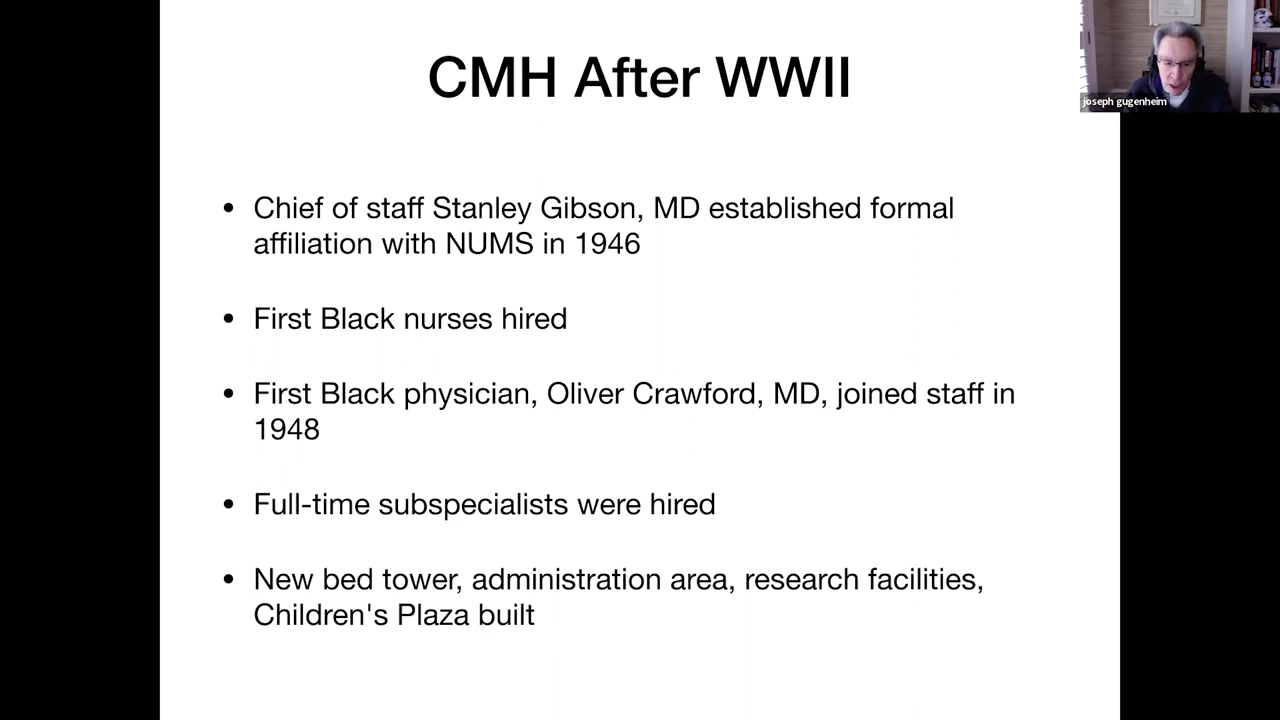 CMH After WWII
joseph gugenheim
• Chief of staff Stanley Gibson, MD established formal
affiliation with NUMS in 1946
• First Black nurses hired
• First Black physician, Oliver Crawford, MD, joined staff in
1948
• Full-time subspecialists were hired
• New bed tower, administration area, research facilities,
Children's Plaza built